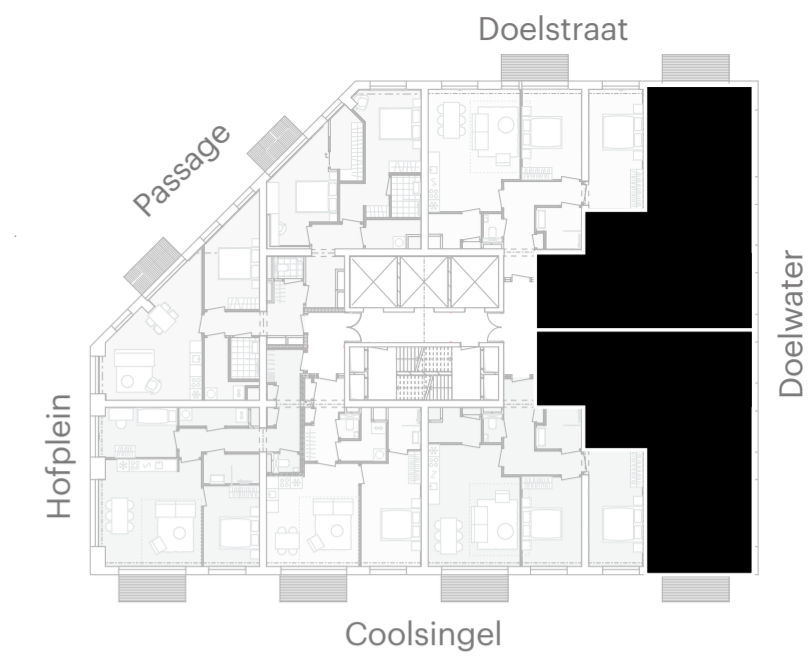 Doelstraat
Passage
Doelwater
Hofplein
Coolsingel